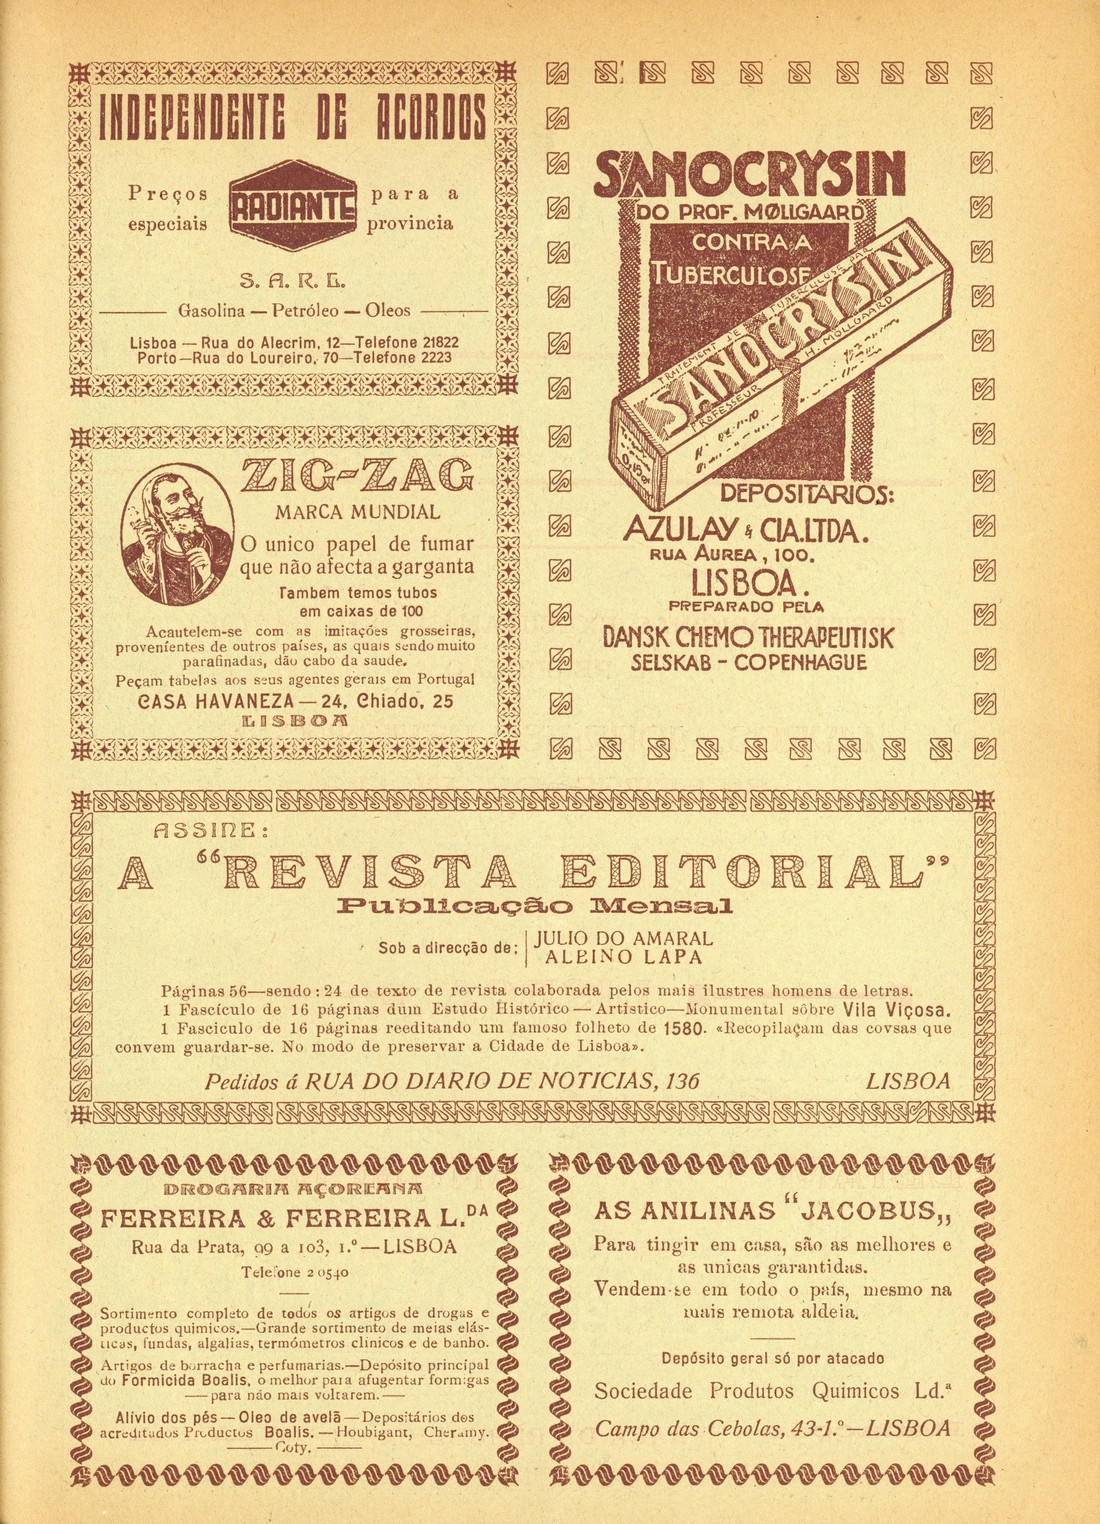 INDEPENDENTE DE ACORDOS
Preços especiais
RADIANTE
para a provincia
S. A. R. L.
Gasolina — Petróleo — Oleos
Lisboa — Rua do Alecrim, 12—Telefone 21822
Porto—Rua do Loureiro, 70—Telefone 2223
ZIG-ZAG
MARCA MUNDIAL
O unico papel de fumar
que não afecta a garganta
Tambem temos tubos
em caixas de 100
Acautelem-se com as imitações grosseiras,
provenientes de outros países, as quais sendo muito
parafinadas, dão cabo da saude.
Peçam tabelas aos seus agentes gerais em Portugal
CASA HAVANEZA — 24, Chiado, 25
LISBOA
SANOCRYSIN
DO PROF. MØLLGAARD
CONTRA A
TUBERCULOSE
TRAITEMENT DE LA TUBERCULOSE PAR
SANOCRYSIN
PROFESSEUR H. MOLLGAARD
DEPOSITARIOS:
AZULAY & CIA.LTDA.
RUA AUREA, 100.
LISBOA.
PREPARADO PELA
DANSK CHEMO THERAPEUTISK
SELSKAB - COPENHAGUE
ASSINE:
A "REVISTA EDITORIAL"
Publicação Mensal
Sob a direcção de:
JULIO DO AMARAL
ALBINO LAPA
Páginas 56—sendo: 24 de texto de revista colaborada pelos mais ilustres homens de letras.
1 Fascículo de 16 páginas dum Estudo Histórico — Artistico—Monumental sôbre Vila Viçosa.
1 Fasciculo de 16 páginas reeditando um famoso folheto de 1580. «Recopilaçam das covsas que
convem guardar-se. No modo de preservar a Cidade de Lisboa».
Pedidos á RUA DO DIARIO DE NOTICIAS, 136 LISBOA
DROGARIA AÇOREANA
FERREIRA & FERREIRA L.DA
Rua da Prata, 99 a 103, 1.º — LISBOA
Telefone 2 0540
Sortimento completo de todos os artigos de drogas e
productos quimicos.—Grande sortimento de meias elás-
ticas, fundas, algalias, termómetros clinicos e de banho.
Artigos de borracha e perfumarias.—Depósito principal
do Formicida Boalis, o melhor para afugentar formigas
— para não mais voltarem. —
Alívio dos pés — Oleo de avelã — Depositários dos
acreditados Productos Boalis. — Houbigant, Cheramy.
Coty.
AS ANILINAS “JACOBUS„
Para tingir em casa, são as melhores e
as unicas garantidas.
Vendem-se em todo o país, mesmo na
mais remota aldeia.
Depósito geral só por atacado
Sociedade Produtos Quimicos Ld.ª
Campo das Cebolas, 43-1.º—LISBOA